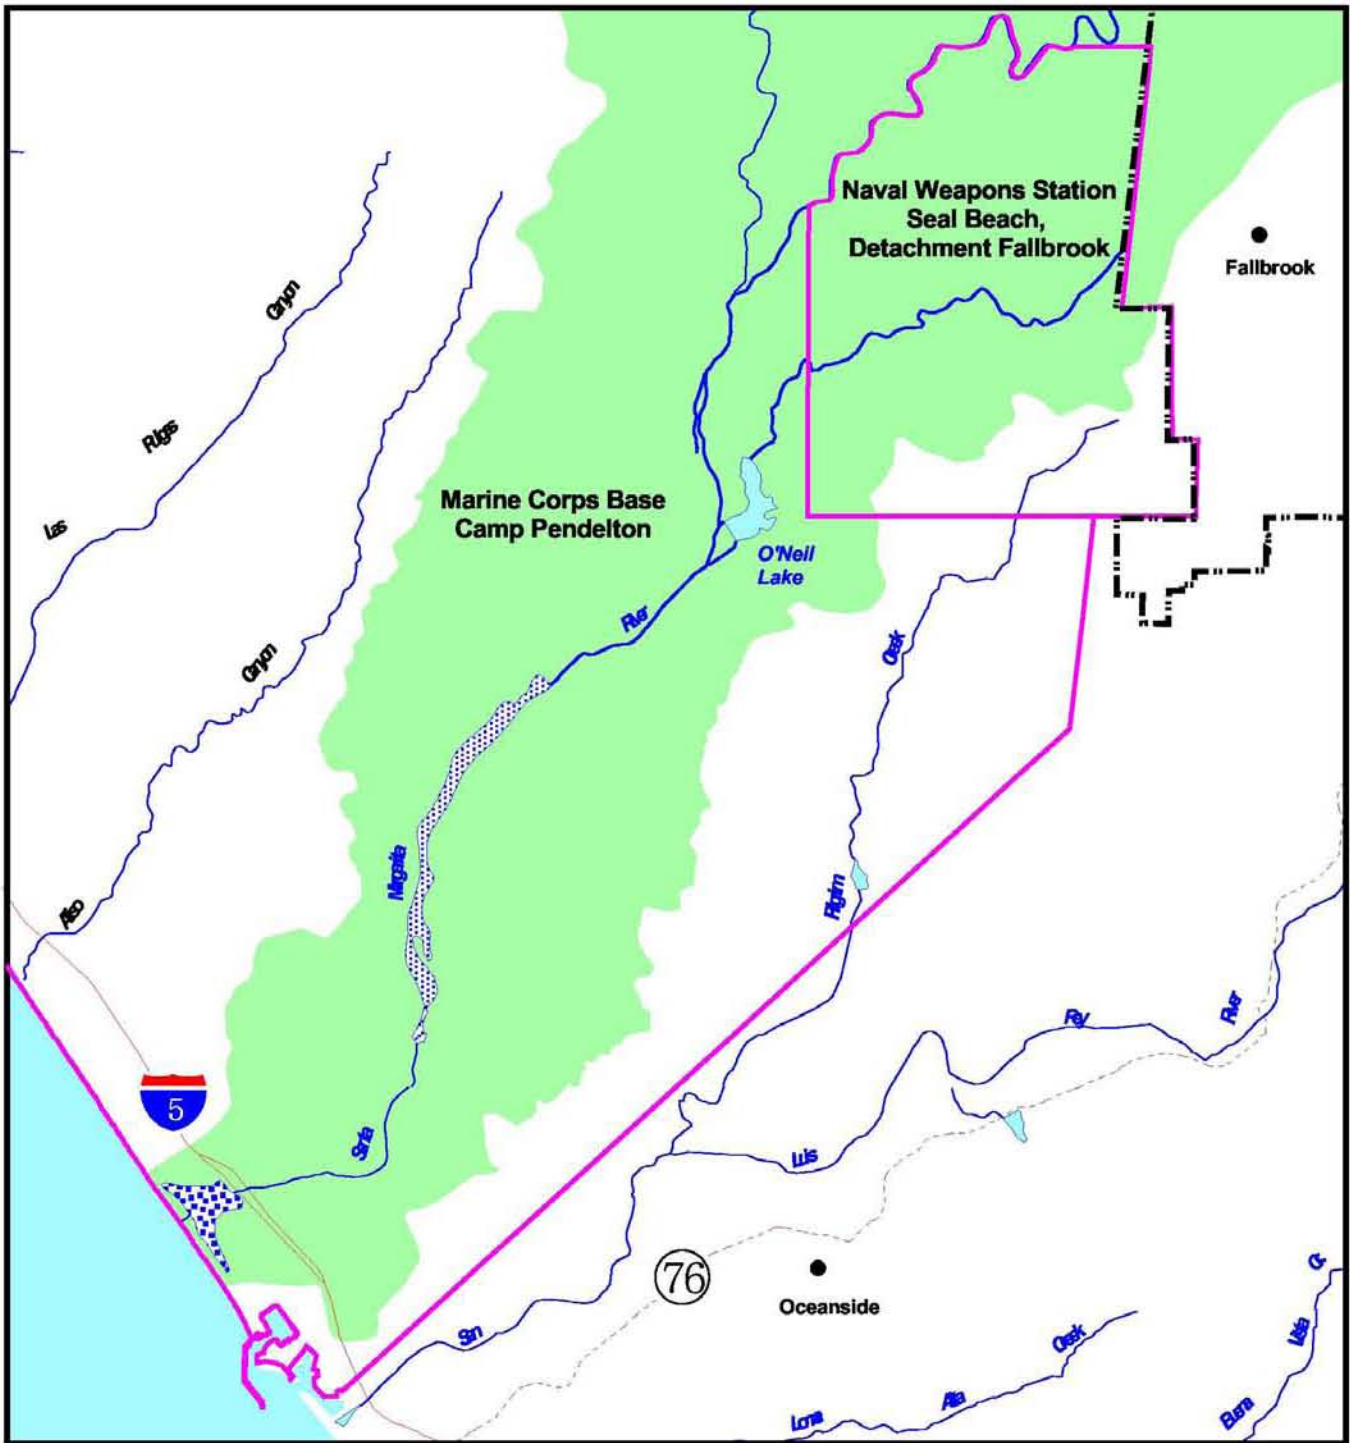 Naval Weapons Station
Seal Beach,
Detachment Fallbrook
Fallbrook
Canyon
Las
Marine Corps Base
Camp Pendelton
O'Neil
Lake
River
Creek
Canyon
Margarita
Pilgrim
Aliso
Rey
River
5
Santa
Luis
76
Oceanside
San
Creek
Alta
Loma
Cr.
Vista
Buena